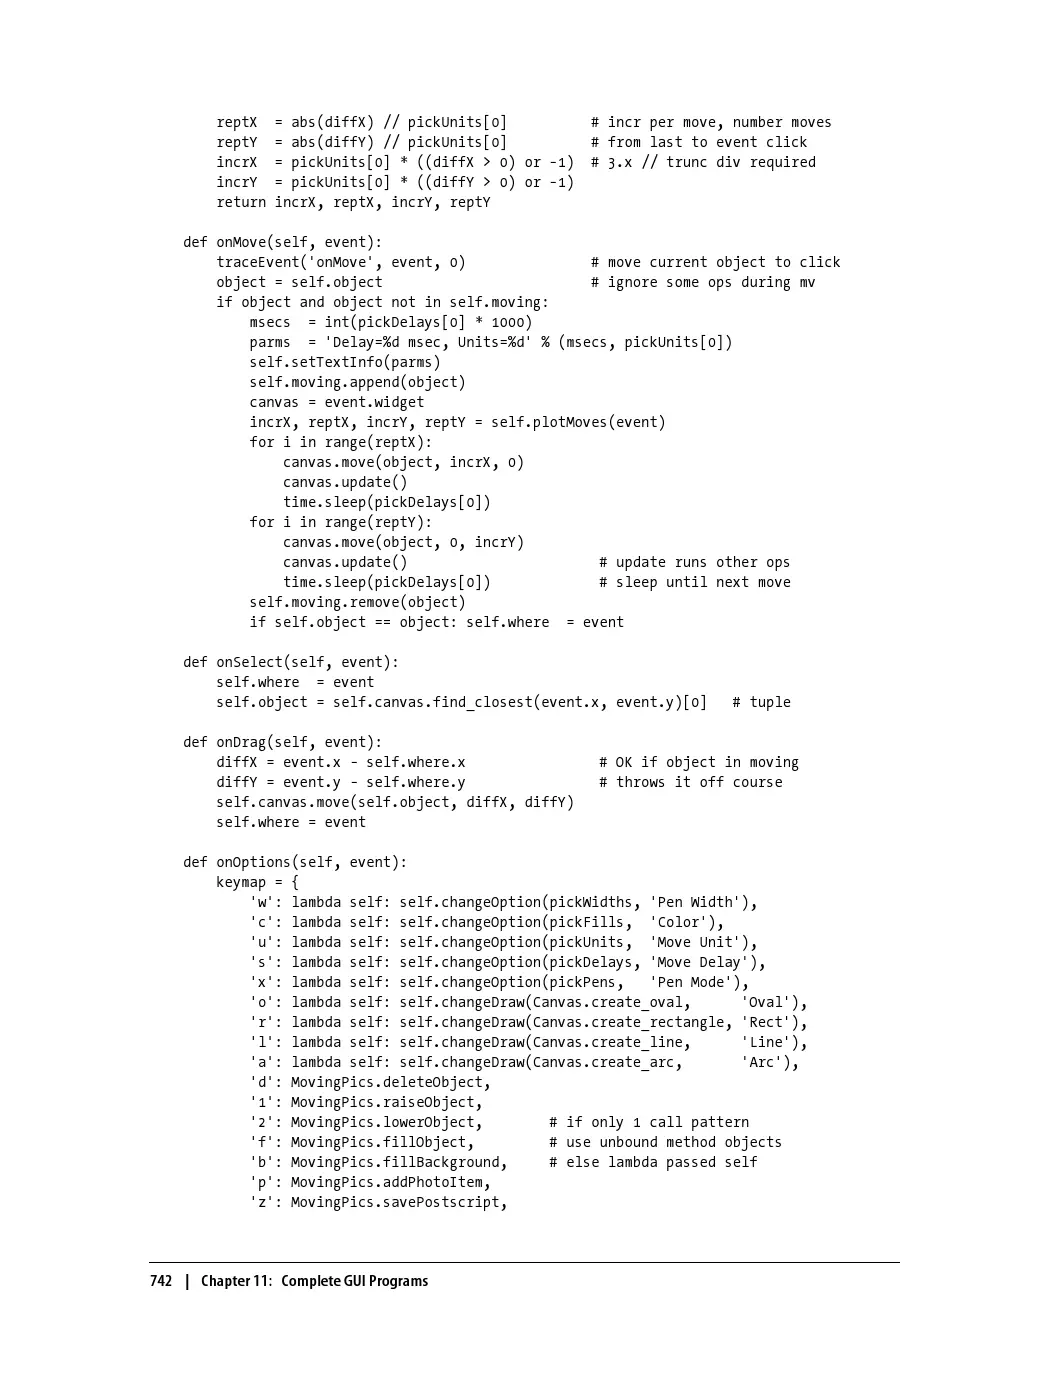 reptX  = abs(diffX) // pickUnits[0]          # incr per move, number moves
reptY  = abs(diffY) // pickUnits[0]          # from last to event click
incrX  = pickUnits[0] * ((diffX > 0) or -1)  # 3.x // trunc div required
incrY  = pickUnits[0] * ((diffY > 0) or -1)
return incrX, reptX, incrY, reptY
def onMove(self, event):
traceEvent('onMove', event, 0)               # move current object to click
object = self.object                         # ignore some ops during mv
if object and object not in self.moving:
msecs  = int(pickDelays[0] * 1000)
parms  = 'Delay=%d msec, Units=%d' % (msecs, pickUnits[0])
self.setTextInfo(parms)
self.moving.append(object)
canvas = event.widget
incrX, reptX, incrY, reptY = self.plotMoves(event)
for i in range(reptX):
canvas.move(object, incrX, 0)
canvas.update()
time.sleep(pickDelays[0])
for i in range(reptY):
canvas.move(object, 0, incrY)
canvas.update()                       # update runs other ops
time.sleep(pickDelays[0])             # sleep until next move
self.moving.remove(object)
if self.object == object: self.where  = event
def onSelect(self, event):
self.where  = event
self.object = self.canvas.find_closest(event.x, event.y)[0]   # tuple
def onDrag(self, event):
diffX = event.x - self.where.x                # OK if object in moving
diffY = event.y - self.where.y                # throws it off course
self.canvas.move(self.object, diffX, diffY)
self.where = event
def onOptions(self, event):
keymap = {
'w': lambda self: self.changeOption(pickWidths, 'Pen Width'),
'c': lambda self: self.changeOption(pickFills,  'Color'),
'u': lambda self: self.changeOption(pickUnits,  'Move Unit'),
's': lambda self: self.changeOption(pickDelays, 'Move Delay'),
'x': lambda self: self.changeOption(pickPens,   'Pen Mode'),
'o': lambda self: self.changeDraw(Canvas.create_oval,      'Oval'),
'r': lambda self: self.changeDraw(Canvas.create_rectangle, 'Rect'),
'l': lambda self: self.changeDraw(Canvas.create_line,      'Line'),
'a': lambda self: self.changeDraw(Canvas.create_arc,       'Arc'),
'd': MovingPics.deleteObject,
'1': MovingPics.raiseObject,
'2': MovingPics.lowerObject,        # if only 1 call pattern
'f': MovingPics.fillObject,         # use unbound method objects
'b': MovingPics.fillBackground,     # else lambda passed self
'p': MovingPics.addPhotoItem,
'z': MovingPics.savePostscript,
742 | Chapter 11: Complete GUI Programs